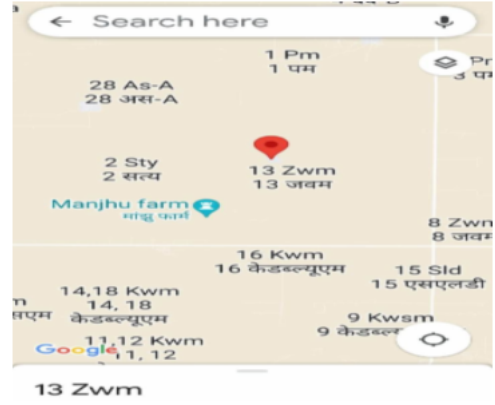 Search here
1 Pm
1 पम
28 As-A
28 अस-A
2 Sty
2 सत्य
13 Zwm
13 जवम
Manjhu farm
मांझु फार्म
8 Zwm
8 जवम
16 Kwm
16 केडब्ल्यूएम
15 Sld
15 एसएलडी
14,18 Kwm
14, 18
केडब्ल्यूएम
9 Kwsm
11,12 Kwm
11, 12
Google
13 Zwm